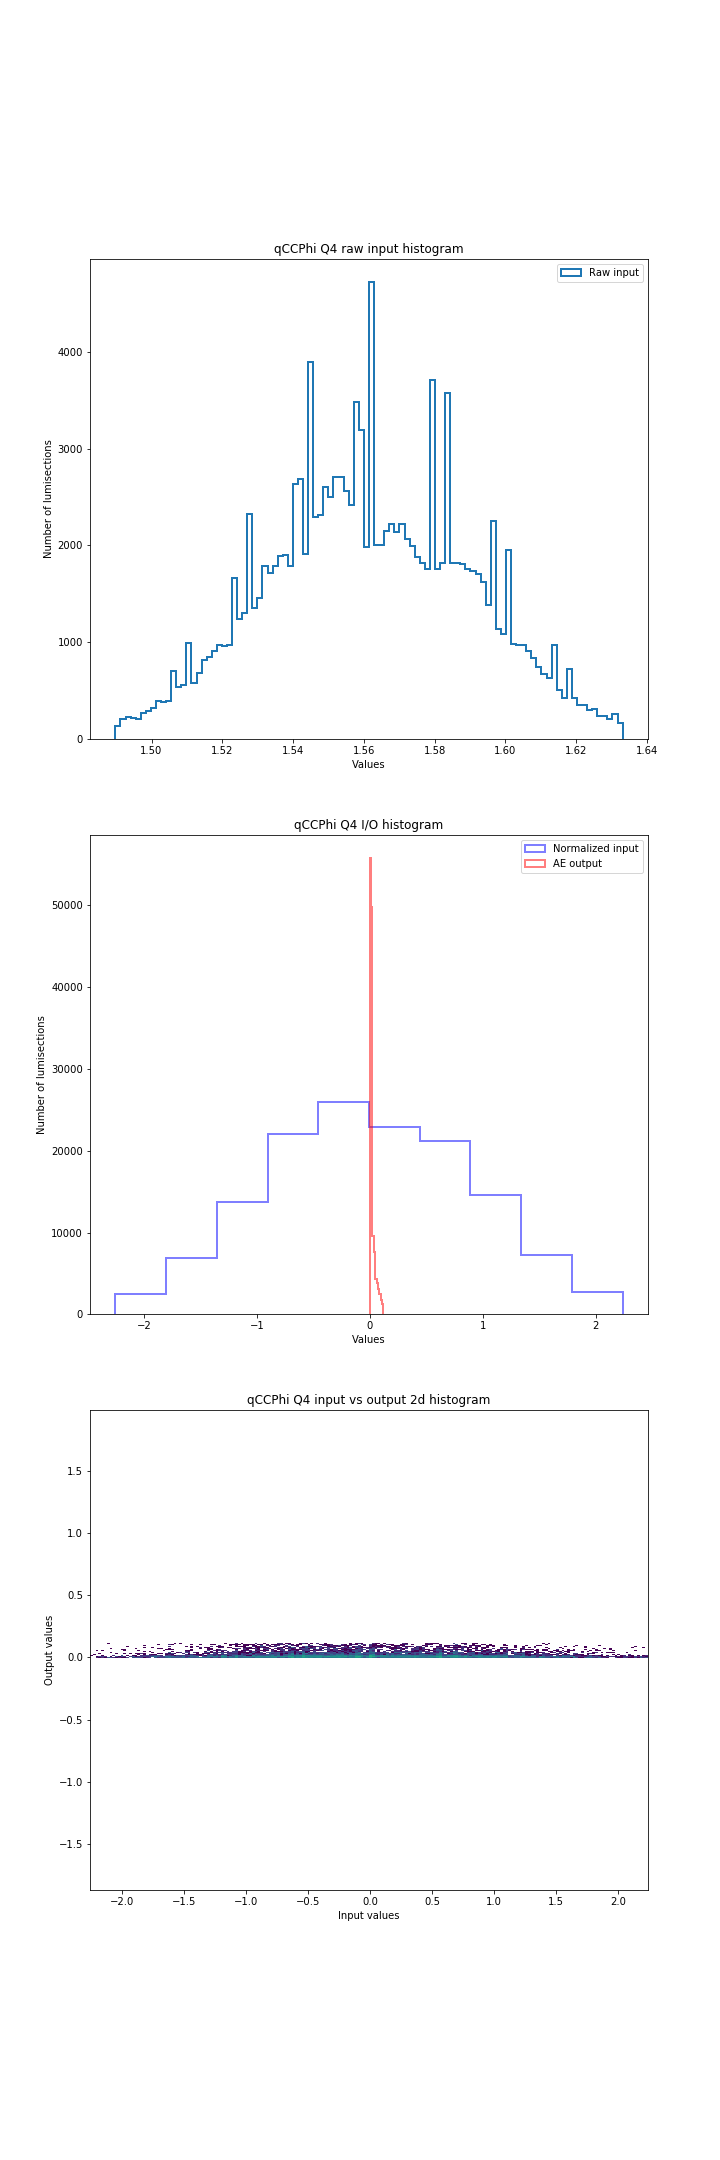 qCCPhi Q4 raw input histogram
Raw input
4000
3000
2000
1000
0
Number of lumisections
1.50 1.52 1.54 1.56 1.58 1.60 1.62 1.64
Values
qCCPhi Q4 I/O histogram
Normalized input
AE output
50000
40000
30000
20000
10000
0
Number of lumisections
−2 −1 0 1 2
Values
qCCPhi Q4 input vs output 2d histogram
1.5
1.0
0.5
0.0
−0.5
−1.0
−1.5
Output values
−2.0 −1.5 −1.0 −0.5 0.0 0.5 1.0 1.5 2.0
Input values